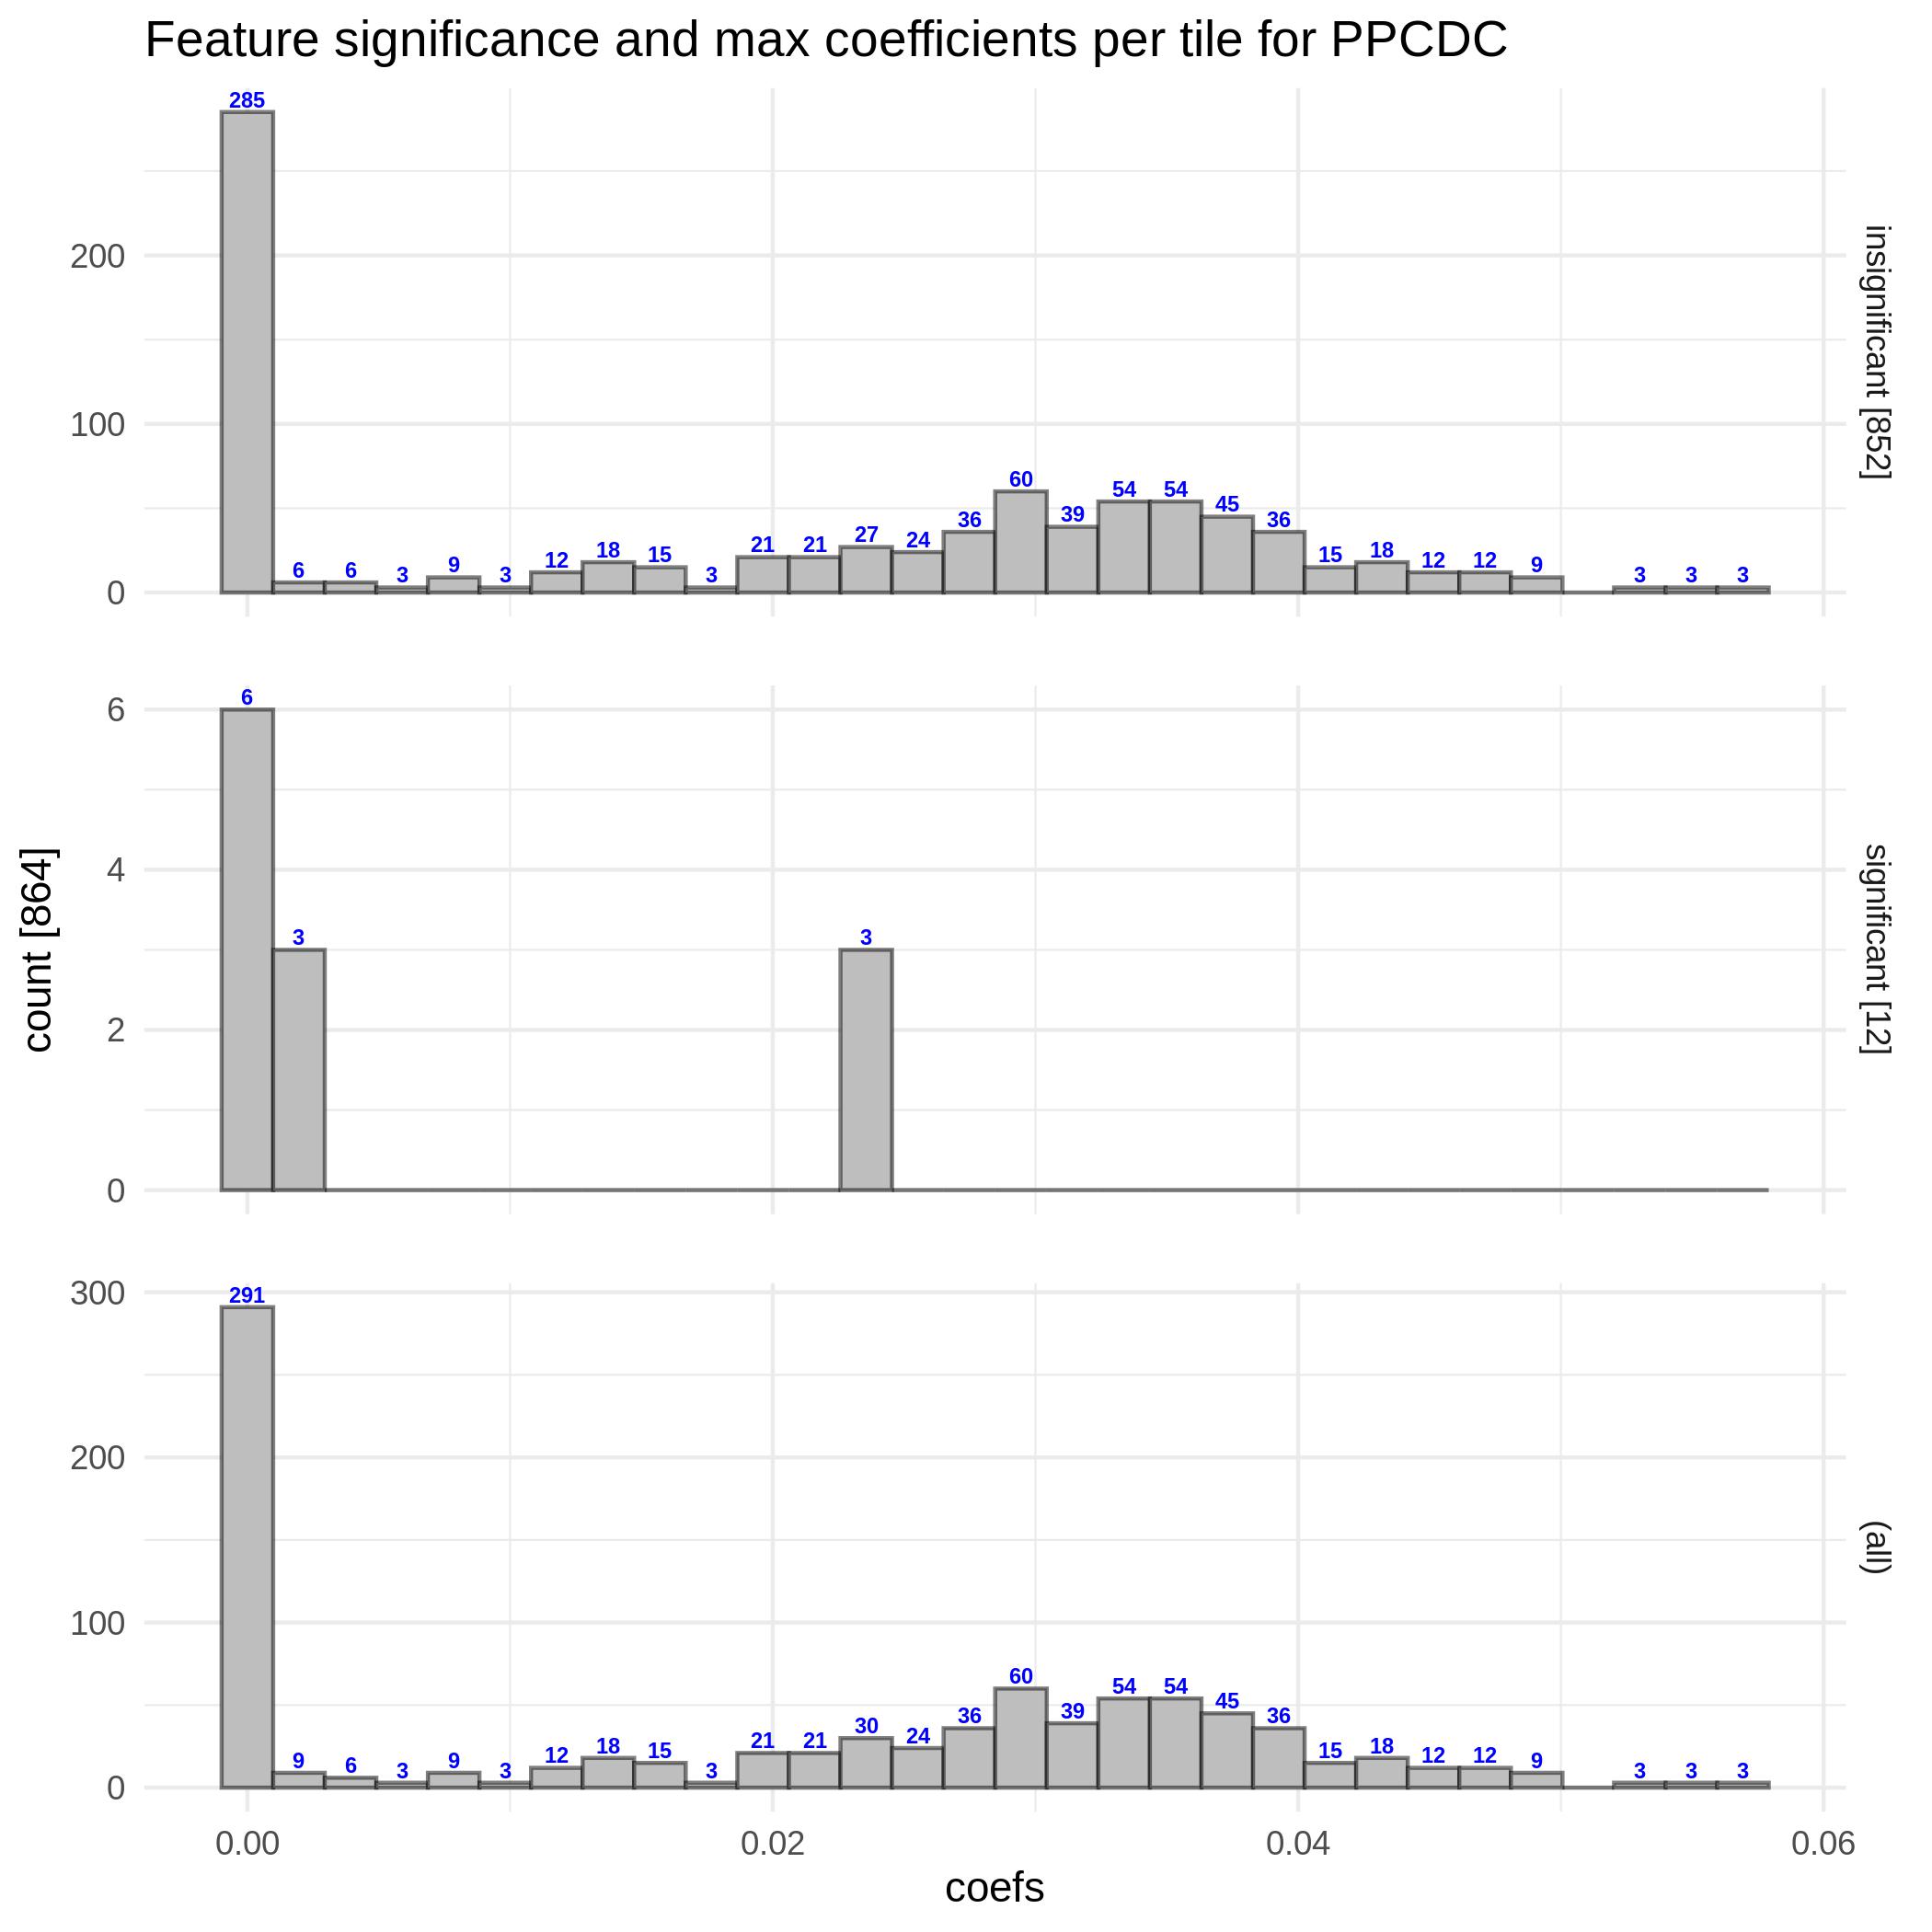 Feature significance and max coefficients per tile for PPCDC
285
200
100
0
6 6 3 9 3 12 18 15 3 21 21 27 24 36 60 39 54 54 45 36 15 18 12 12 9 3 3 3
insignificant [852]
count [864]
6
4
2
0
6 3 3
significant [12]
300
200
100
0
291 9 6 3 9 3 12 18 15 3 21 21 30 24 36 60 39 54 54 45 36 15 18 12 12 9 3 3 3
(all)
0.00 0.02 0.04 0.06
coefs